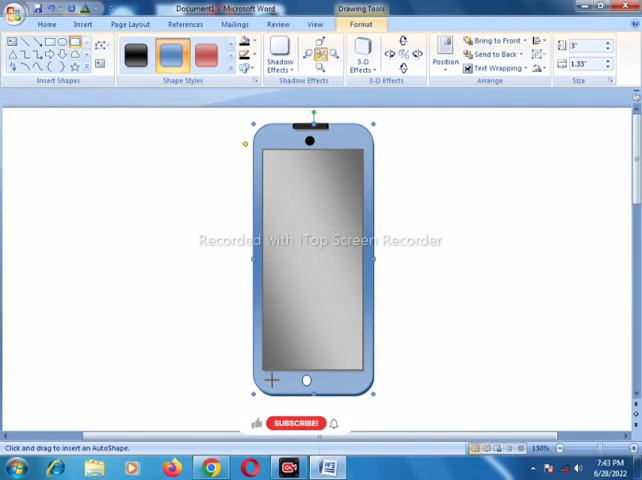 Document1 - Microsoft Word
Drawing Tools
Home
Insert
Page Layout
References
Mailings
Review
View
Format
Insert Shapes
Shape Styles
Shadow
Effects
Shadow Effects
3-D
Effects
3-D Effects
Position
Bring to Front
Send to Back
Text Wrapping
Arrange
3"
1.33"
Size
Recorded with iTop Screen Recorder
SUBSCRIBE!
Click and drag to insert an AutoShape.
150%
7:43 PM
6/28/2022